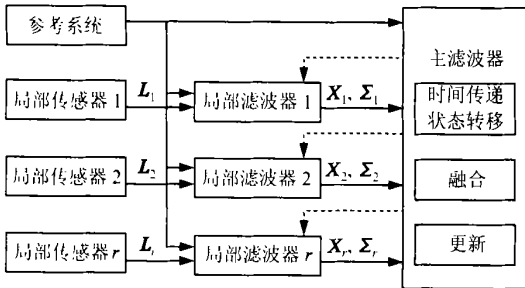 参考系统
主滤波器
局部传感器1 L₁ 局部滤波器1 X₁, Σ₁ 时间传递
状态转移
局部传感器2 L₂ 局部滤波器2 X₂, Σ₂ 融合
局部传感器r Lᵣ 局部滤波器r Xᵣ, Σᵣ 更新